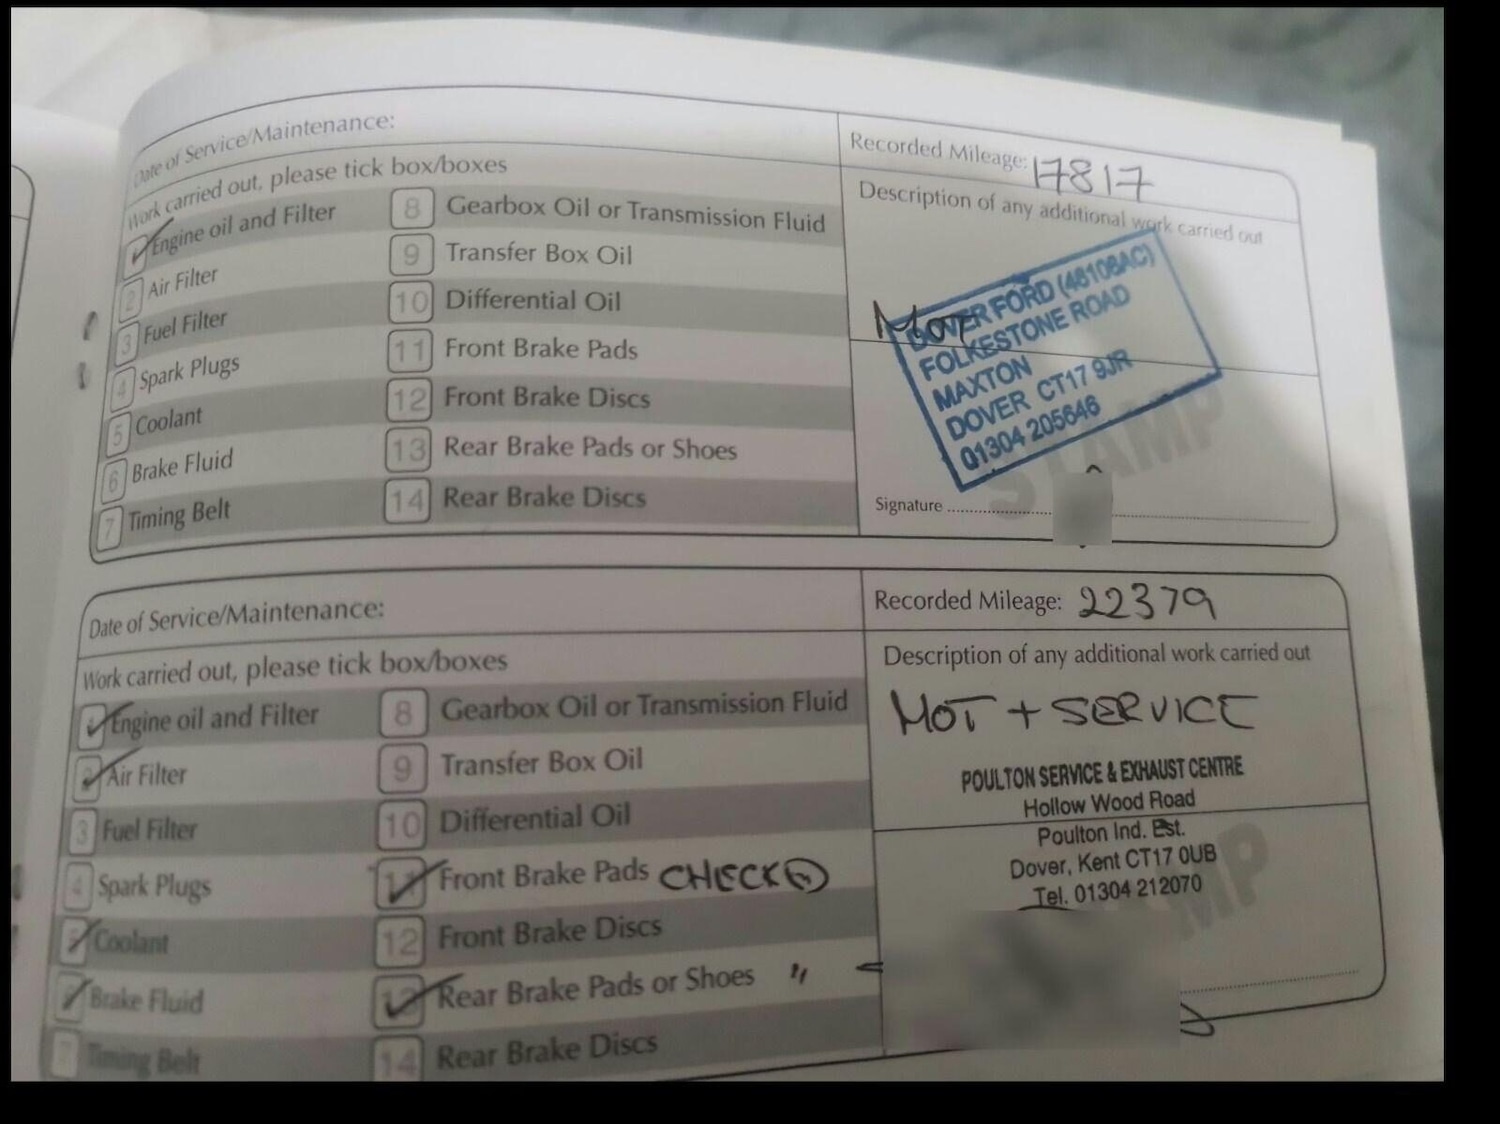 Date of Service/Maintenance:
Recorded Mileage: 17817
Work carried out, please tick box/boxes
Description of any additional work carried out
1 Engine oil and Filter
2 Air Filter
3 Fuel Filter
4 Spark Plugs
5 Coolant
6 Brake Fluid
7 Timing Belt
8 Gearbox Oil or Transmission Fluid
9 Transfer Box Oil
10 Differential Oil
11 Front Brake Pads
12 Front Brake Discs
13 Rear Brake Pads or Shoes
14 Rear Brake Discs
MOT
DOVER FORD (48106AC)
FOLKESTONE ROAD
MAXTON
DOVER CT17 9JR
01304 205646
STAMP
Signature
Date of Service/Maintenance:
Recorded Mileage: 22379
Work carried out, please tick box/boxes
Description of any additional work carried out
1 Engine oil and Filter
2 Air Filter
3 Fuel Filter
4 Spark Plugs
5 Coolant
6 Brake Fluid
7 Timing Belt
8 Gearbox Oil or Transmission Fluid
9 Transfer Box Oil
10 Differential Oil
11 Front Brake Pads CHECKED
12 Front Brake Discs
13 Rear Brake Pads or Shoes "
14 Rear Brake Discs
MOT + SERVICE
POULTON SERVICE & EXHAUST CENTRE
Hollow Wood Road
Poulton Ind. Est.
Dover, Kent CT17 0UB
Tel. 01304 212070